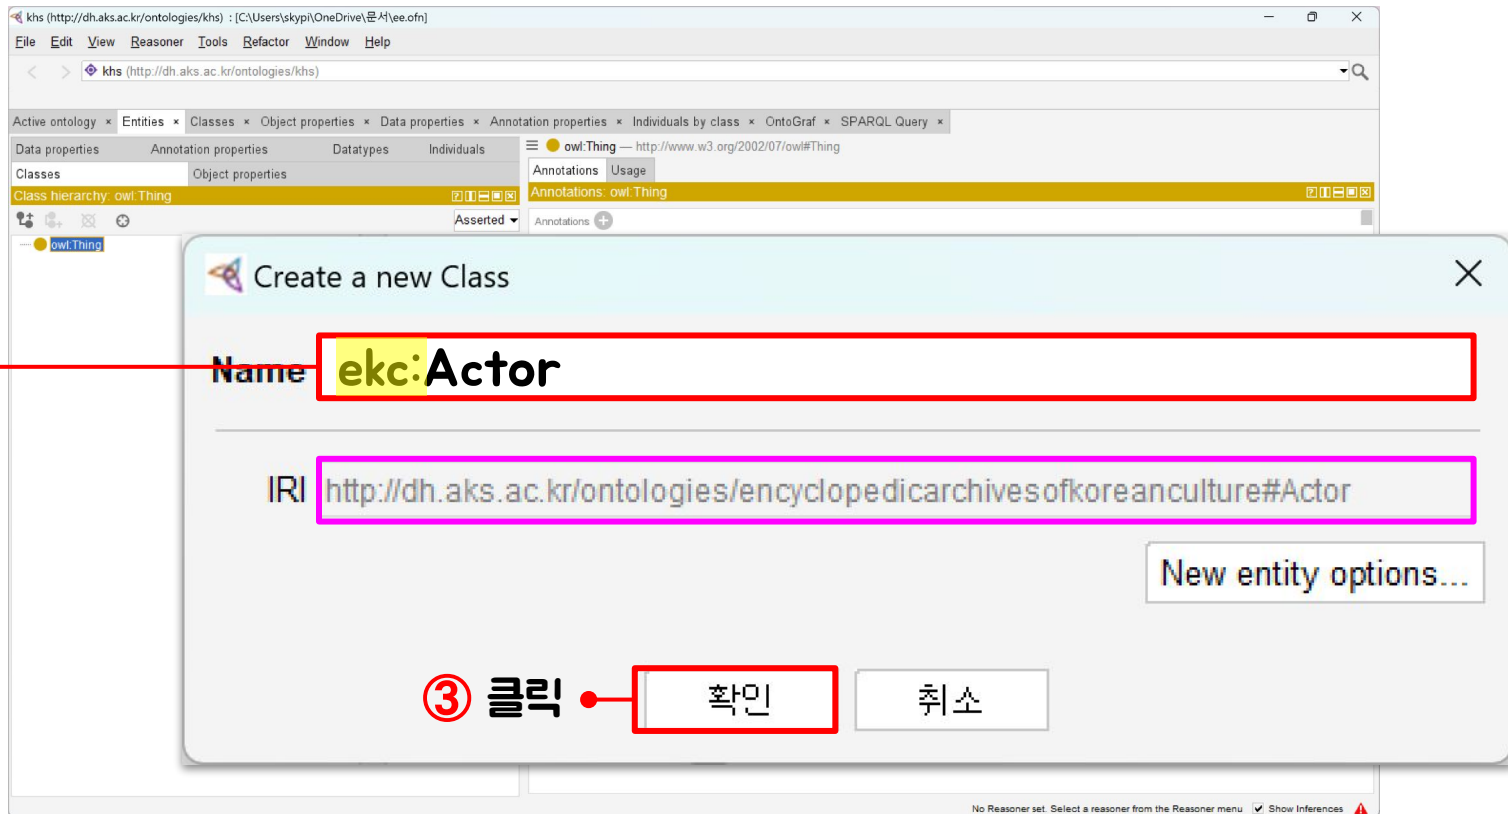 khs (http://dh.aks.ac.kr/ontologies/khs) : [C:\Users\skypi\OneDrive\문서\ee.ofn]
File Edit View Reasoner Tools Refactor Window Help
khs (http://dh.aks.ac.kr/ontologies/khs)
Active ontology × Entities × Classes × Object properties × Data properties × Annotation properties × Individuals by class × OntoGraf × SPARQL Query ×
Data properties Annotation properties Datatypes Individuals
owl:Thing — http://www.w3.org/2002/07/owl#Thing
Classes Object properties
Annotations Usage
Class hierarchy: owl:Thing
Annotations: owl:Thing
Asserted
Annotations
owl:Thing
Create a new Class
Name ekc:Actor
IRI http://dh.aks.ac.kr/ontologies/encyclopedicarchivesofkoreanculture#Actor
New entity options...
③ 클릭
확인 취소
No Reasoner set. Select a reasoner from the Reasoner menu Show Inferences